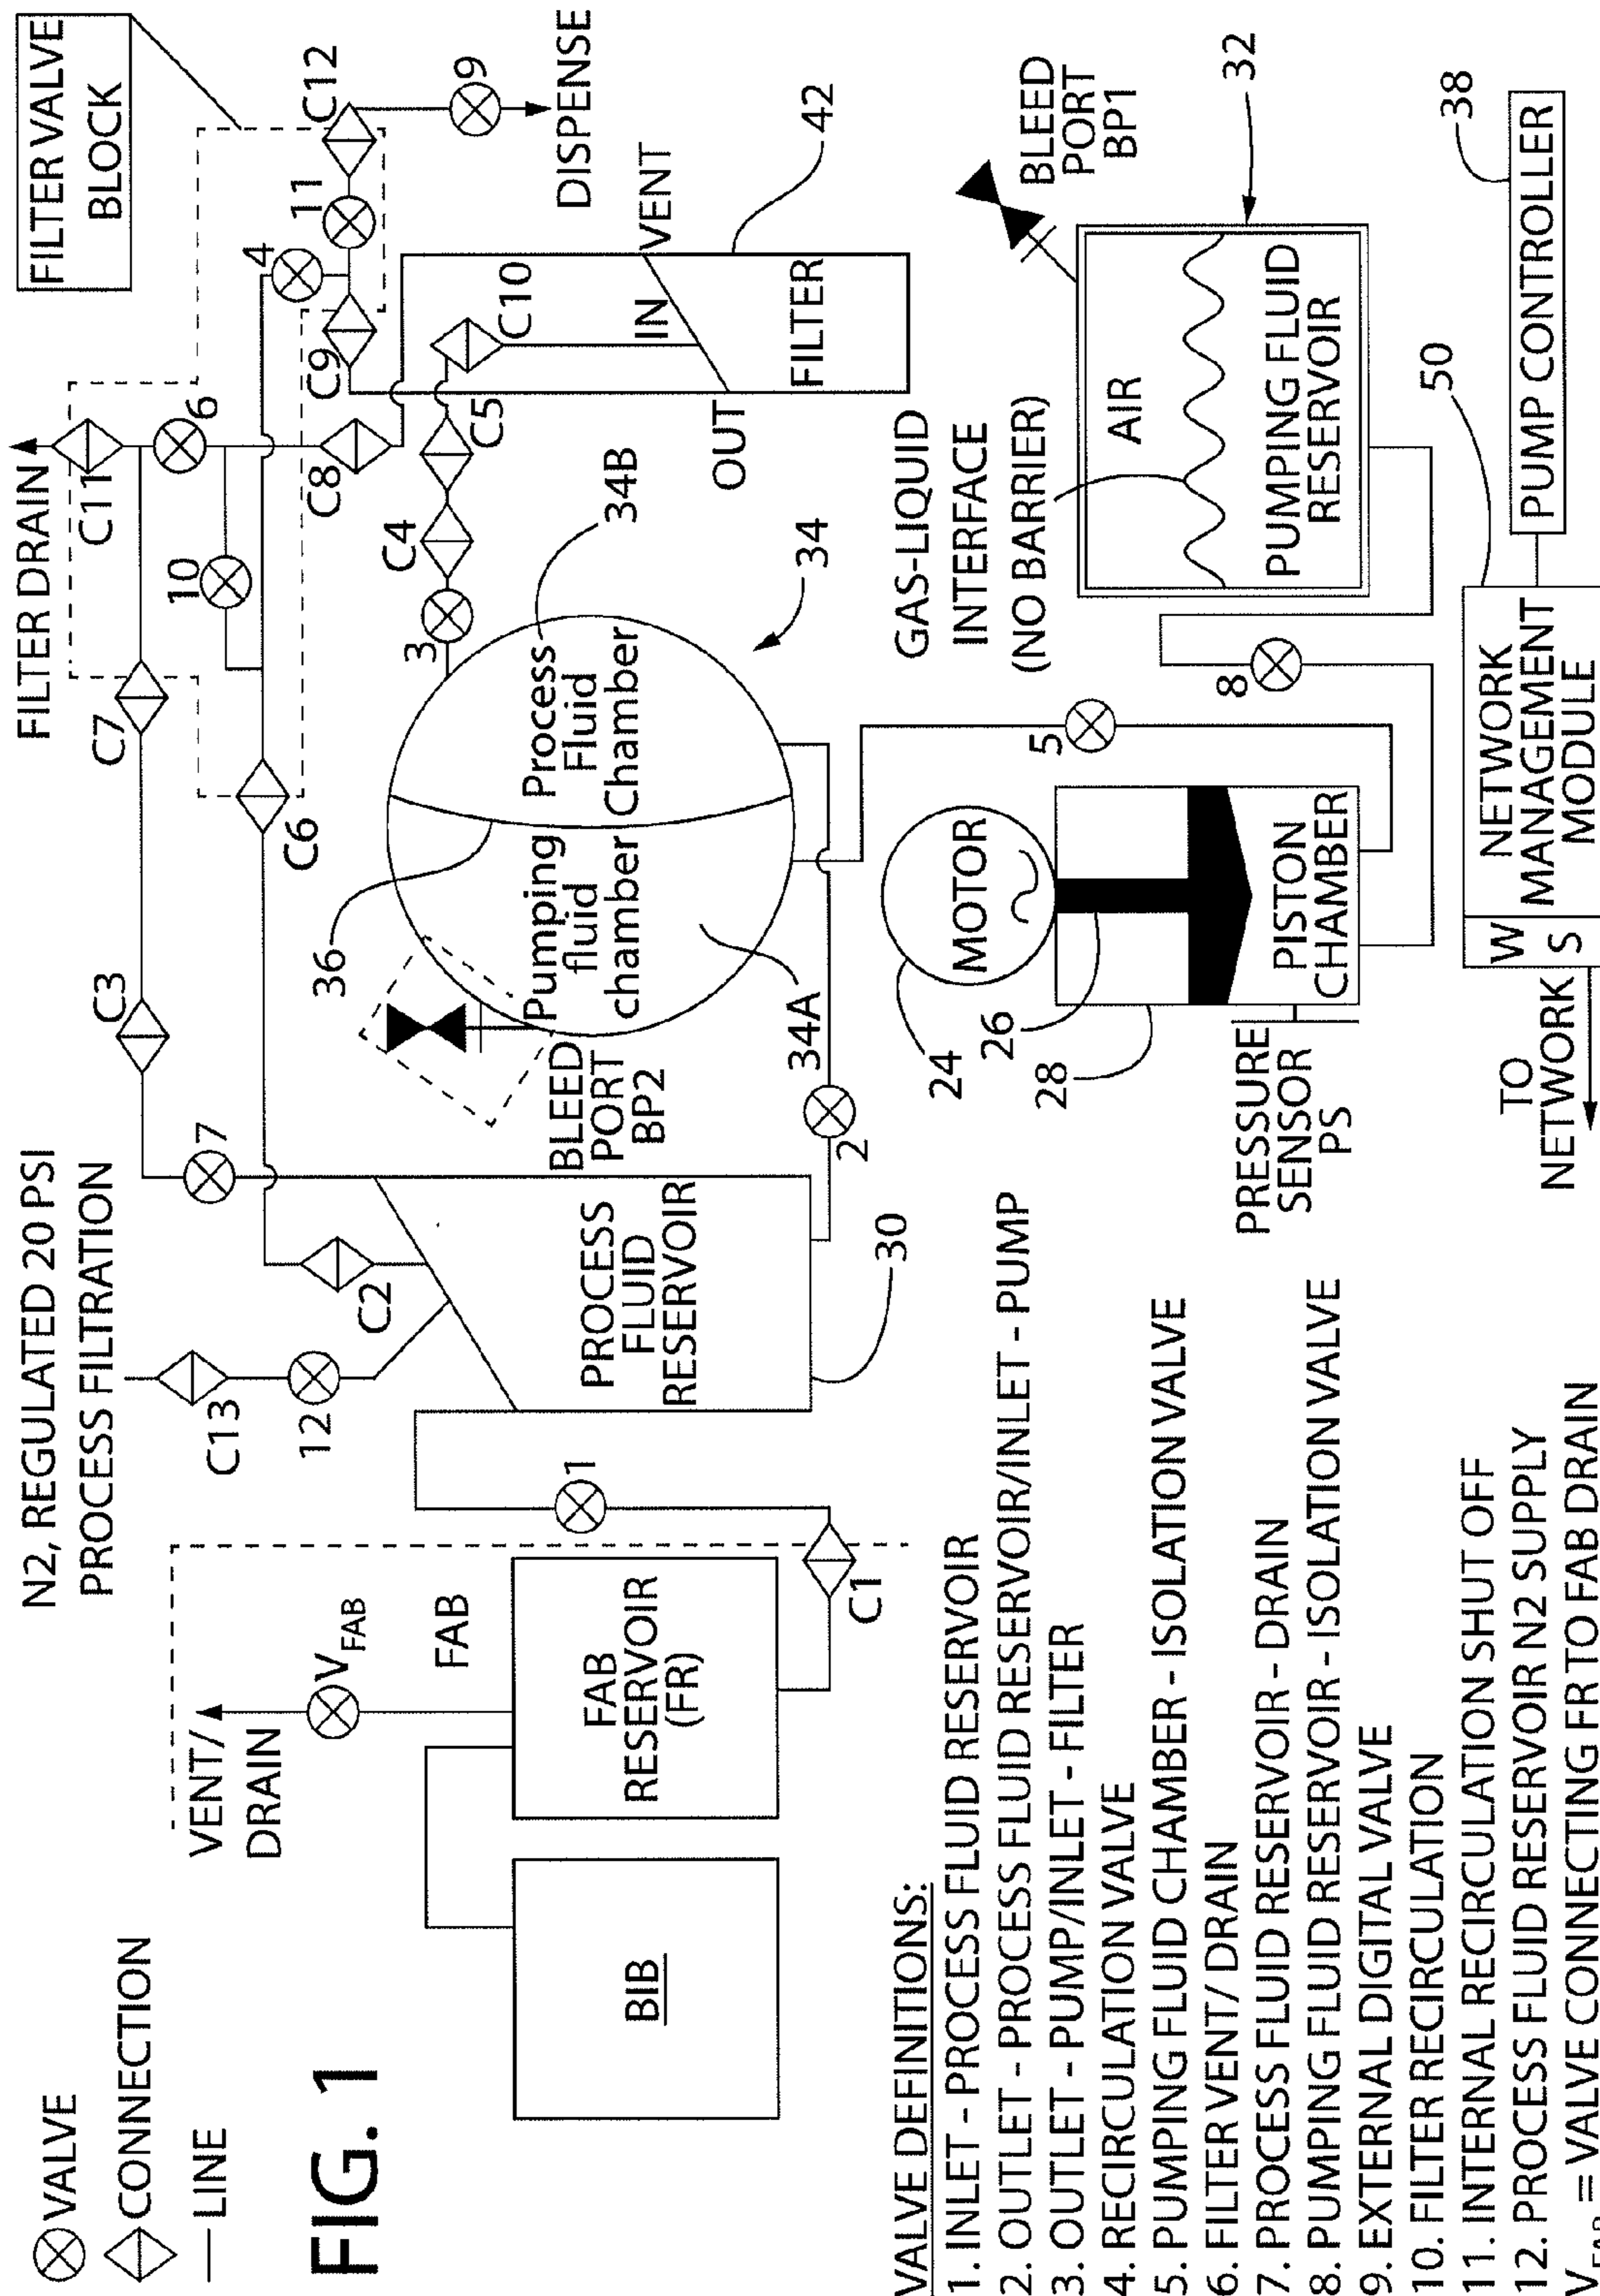 VALVE
CONNECTION
LINE
FIG. 1
N2, REGULATED 20 PSI
PROCESS FILTRATION
VENT/
DRAIN
V FAB
FAB
BIB
FAB
RESERVOIR
(FR)
C1
1
C13
12
C2
7
C3
PROCESS
FLUID
RESERVOIR
30
2
BLEED
PORT
BP2
36
Pumping
fluid
chamber
34A
Process
Fluid
Chamber
34B
34
C6
C7
FILTER DRAIN
C11
10
6
C8
3
C4
C5
C9
C10
4
11
C12
FILTER VALVE
BLOCK
9
DISPENSE
IN
VENT
OUT
FILTER
42
GAS-LIQUID
INTERFACE
(NO BARRIER)
AIR
PUMPING FLUID
RESERVOIR
BLEED
PORT
BP1
32
5
8
MOTOR
24
26
28
PISTON
CHAMBER
PRESSURE
SENSOR
PS
TO
NETWORK
W
S
NETWORK
MANAGEMENT
MODULE
50
PUMP CONTROLLER
38
VALVE DEFINITIONS:
1. INLET - PROCESS FLUID RESERVOIR
2. OUTLET - PROCESS FLUID RESERVOIR/INLET - PUMP
3. OUTLET - PUMP/INLET - FILTER
4. RECIRCULATION VALVE
5. PUMPING FLUID CHAMBER - ISOLATION VALVE
6. FILTER VENT/ DRAIN
7. PROCESS FLUID RESERVOIR - DRAIN
8. PUMPING FLUID RESERVOIR - ISOLATION VALVE
9. EXTERNAL DIGITAL VALVE
10. FILTER RECIRCULATION
11. INTERNAL RECIRCULATION SHUT OFF
12. PROCESS FLUID RESERVOIR N2 SUPPLY
V FAB = VALVE CONNECTING FR TO FAB DRAIN